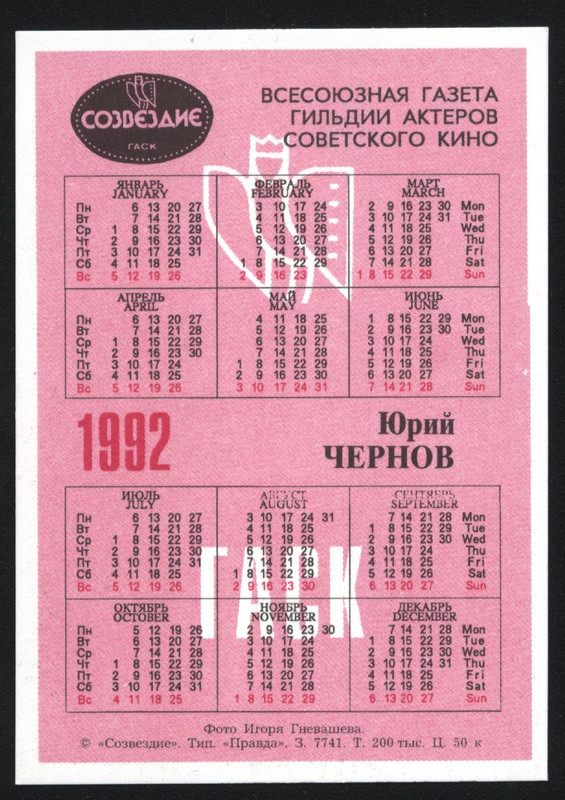 СОЗВЕЗДИЕ
ГАСК
ВСЕСОЮЗНАЯ ГАЗЕТА
ГИЛЬДИИ АКТЕРОВ
СОВЕТСКОГО КИНО
ЯНВАРЬ ФЕВРАЛЬ МАРТ
JANUARY FEBRUARY MARCH
Пн 6 13 20 27 3 10 17 24 2 9 16 23 30 Mon
Вт 7 14 21 28 4 11 18 25 3 10 17 24 31 Tue
Ср 1 8 15 22 29 5 12 19 26 4 11 18 25 Wed
Чт 2 9 16 23 30 6 13 20 27 5 12 19 26 Thu
Пт 3 10 17 24 31 7 14 21 28 6 13 20 27 Fri
Сб 4 11 18 25 1 8 15 22 29 7 14 21 28 Sat
Вс 5 12 19 26 2 9 16 23 1 8 15 22 29 Sun
АПРЕЛЬ МАЙ ИЮНЬ
APRIL MAY JUNE
Пн 6 13 20 27 4 11 18 25 1 8 15 22 29 Mon
Вт 7 14 21 28 5 12 19 26 2 9 16 23 30 Tue
Ср 1 8 15 22 29 6 13 20 27 3 10 17 24 Wed
Чт 2 9 16 23 30 7 14 21 28 4 11 18 25 Thu
Пт 3 10 17 24 1 8 15 22 29 5 12 19 26 Fri
Сб 4 11 18 25 2 9 16 23 30 6 13 20 27 Sat
Вс 5 12 19 26 3 10 17 24 31 7 14 21 28 Sun
1992
Юрий
ЧЕРНОВ
ИЮЛЬ АВГУСТ СЕНТЯБРЬ
JULY AUGUST SEPTEMBER
Пн 6 13 20 27 3 10 17 24 31 7 14 21 28 Mon
Вт 7 14 21 28 4 11 18 25 1 8 15 22 29 Tue
Ср 1 8 15 22 29 5 12 19 26 2 9 16 23 30 Wed
Чт 2 9 16 23 30 6 13 20 27 3 10 17 24 Thu
Пт 3 10 17 24 31 7 14 21 28 4 11 18 25 Fri
Сб 4 11 18 25 1 8 15 22 29 5 12 19 26 Sat
Вс 5 12 19 26 2 9 16 23 30 6 13 20 27 Sun
ГАСК
ОКТЯБРЬ НОЯБРЬ ДЕКАБРЬ
OCTOBER NOVEMBER DECEMBER
Пн 5 12 19 26 2 9 16 23 30 7 14 21 28 Mon
Вт 6 13 20 27 3 10 17 24 1 8 15 22 29 Tue
Ср 7 14 21 28 4 11 18 25 2 9 16 23 30 Wed
Чт 1 8 15 22 29 5 12 19 26 3 10 17 24 31 Thu
Пт 2 9 16 23 30 6 13 20 27 4 11 18 25 Fri
Сб 3 10 17 24 31 7 14 21 28 5 12 19 26 Sat
Вс 4 11 18 25 1 8 15 22 29 6 13 20 27 Sun
Фото Игоря Гневашева.
© «Созвездие». Тип. «Правда». З. 7741. Т. 200 тыс. Ц. 50 к